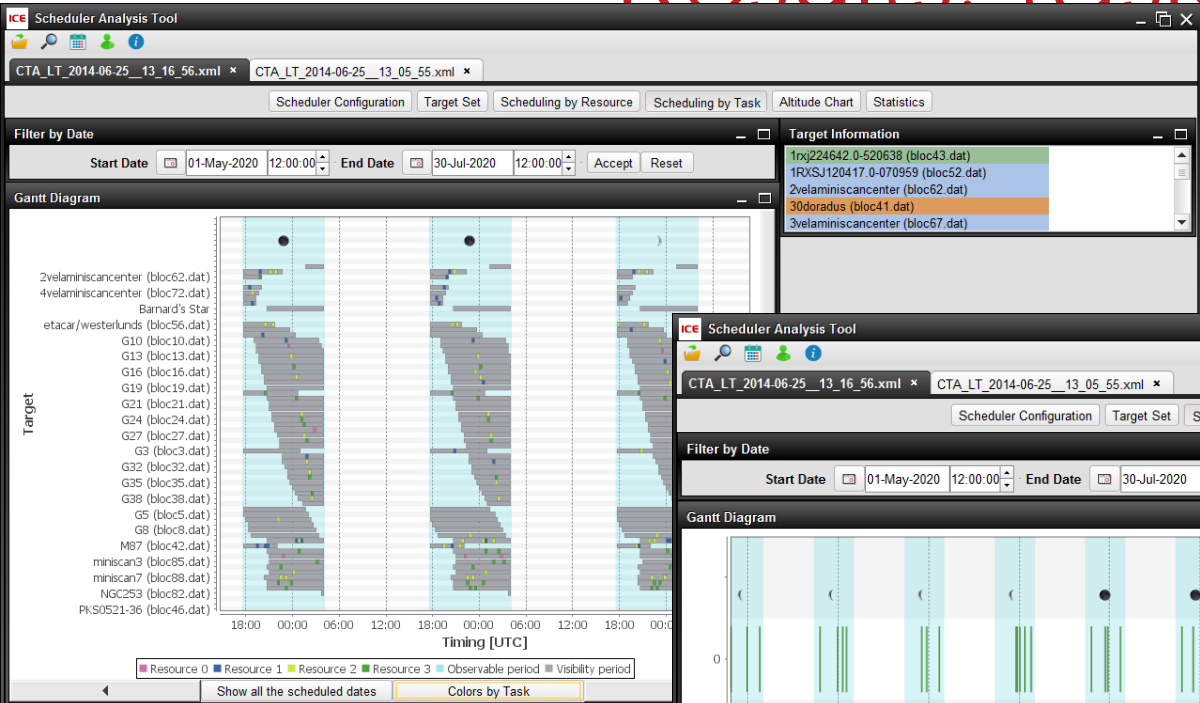 ICE Scheduler Analysis Tool
CTA_LT_2014-06-25__13_16_56.xml × CTA_LT_2014-06-25__13_05_55.xml ×
Scheduler Configuration Target Set Scheduling by Resource Scheduling by Task Altitude Chart Statistics
Filter by Date
Start Date 01-May-2020 12:00:00 End Date 30-Jul-2020 12:00:00 Accept Reset
Target Information
1rxj224642.0-520638 (bloc43.dat)
1RXSJ120417.0-070959 (bloc52.dat)
2velaminiscancenter (bloc62.dat)
30doradus (bloc41.dat)
3velaminiscancenter (bloc67.dat)
Gantt Diagram
Target
2velaminiscancenter (bloc62.dat)
4velaminiscancenter (bloc72.dat)
Barnard's Star
etacar/westerlunds (bloc56.dat)
G10 (bloc10.dat)
G13 (bloc13.dat)
G16 (bloc16.dat)
G19 (bloc19.dat)
G21 (bloc21.dat)
G24 (bloc24.dat)
G27 (bloc27.dat)
G3 (bloc3.dat)
G32 (bloc32.dat)
G35 (bloc35.dat)
G38 (bloc38.dat)
G5 (bloc5.dat)
G8 (bloc8.dat)
M87 (bloc42.dat)
miniscan3 (bloc85.dat)
miniscan7 (bloc88.dat)
NGC253 (bloc82.dat)
PKS0521-36 (bloc46.dat)
18:00 00:00 06:00 12:00 18:00 00:00 06:00 12:00 18:00 00:0
Timing [UTC]
Resource 0 Resource 1 Resource 2 Resource 3 Observable period Visibility period
Show all the scheduled dates Colors by Task
ICE Scheduler Analysis Tool
CTA_LT_2014-06-25__13_16_56.xml × CTA_LT_2014-06-25__13_05_55.xml ×
Scheduler Configuration Target Set S
Filter by Date
Start Date 01-May-2020 12:00:00 End Date 30-Jul-2020
Gantt Diagram
0